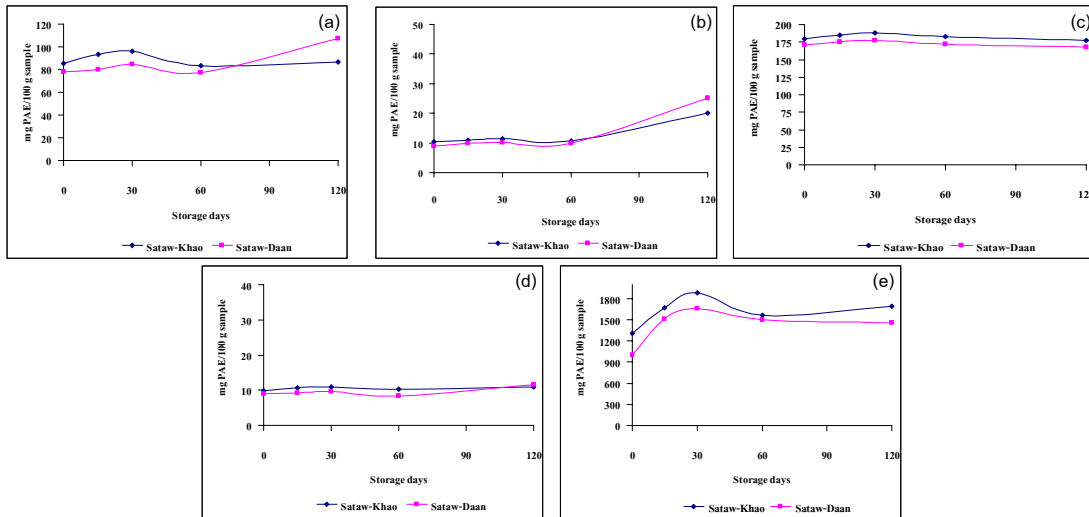 (a)
mg PAE/100 g sample
120
100
80
60
40
20
0
0 30 60 90 120
Storage days
Sataw-Khao Sataw-Daan
(b)
mg PAE/100 g sample
50
40
30
20
10
0
0 30 60 90 120
Storage days
Sataw-Khao Sataw-Daan
(c)
mg PAE/100 g sample
200
175
150
125
100
75
50
25
0
0 30 60 90 120
Storage days
Sataw-Khao Sataw-Daan
(d)
mg PAE/100 g sample
40
30
20
10
0
0 30 60 90 120
Storage days
Sataw-Khao Sataw-Daan
(e)
mg PAE/100 g sample
1800
1500
1200
900
600
300
0
0 30 60 90 120
Storage days
Sataw-Khao Sataw-Daan